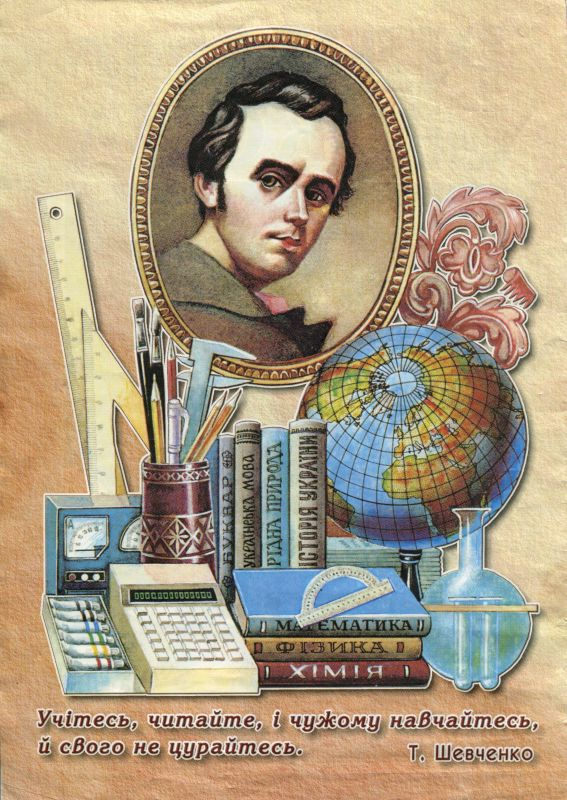 БУКВАР
УКРАЇНСЬКА МОВА
РІДНА ПРИРОДА
ІСТОРІЯ УКРАЇНИ
МАТЕМАТИКА
ФІЗИКА
ХІМІЯ
Учітесь, читайте, і чужому навчайтесь,
й свого не цурайтесь.
Т. Шевченко